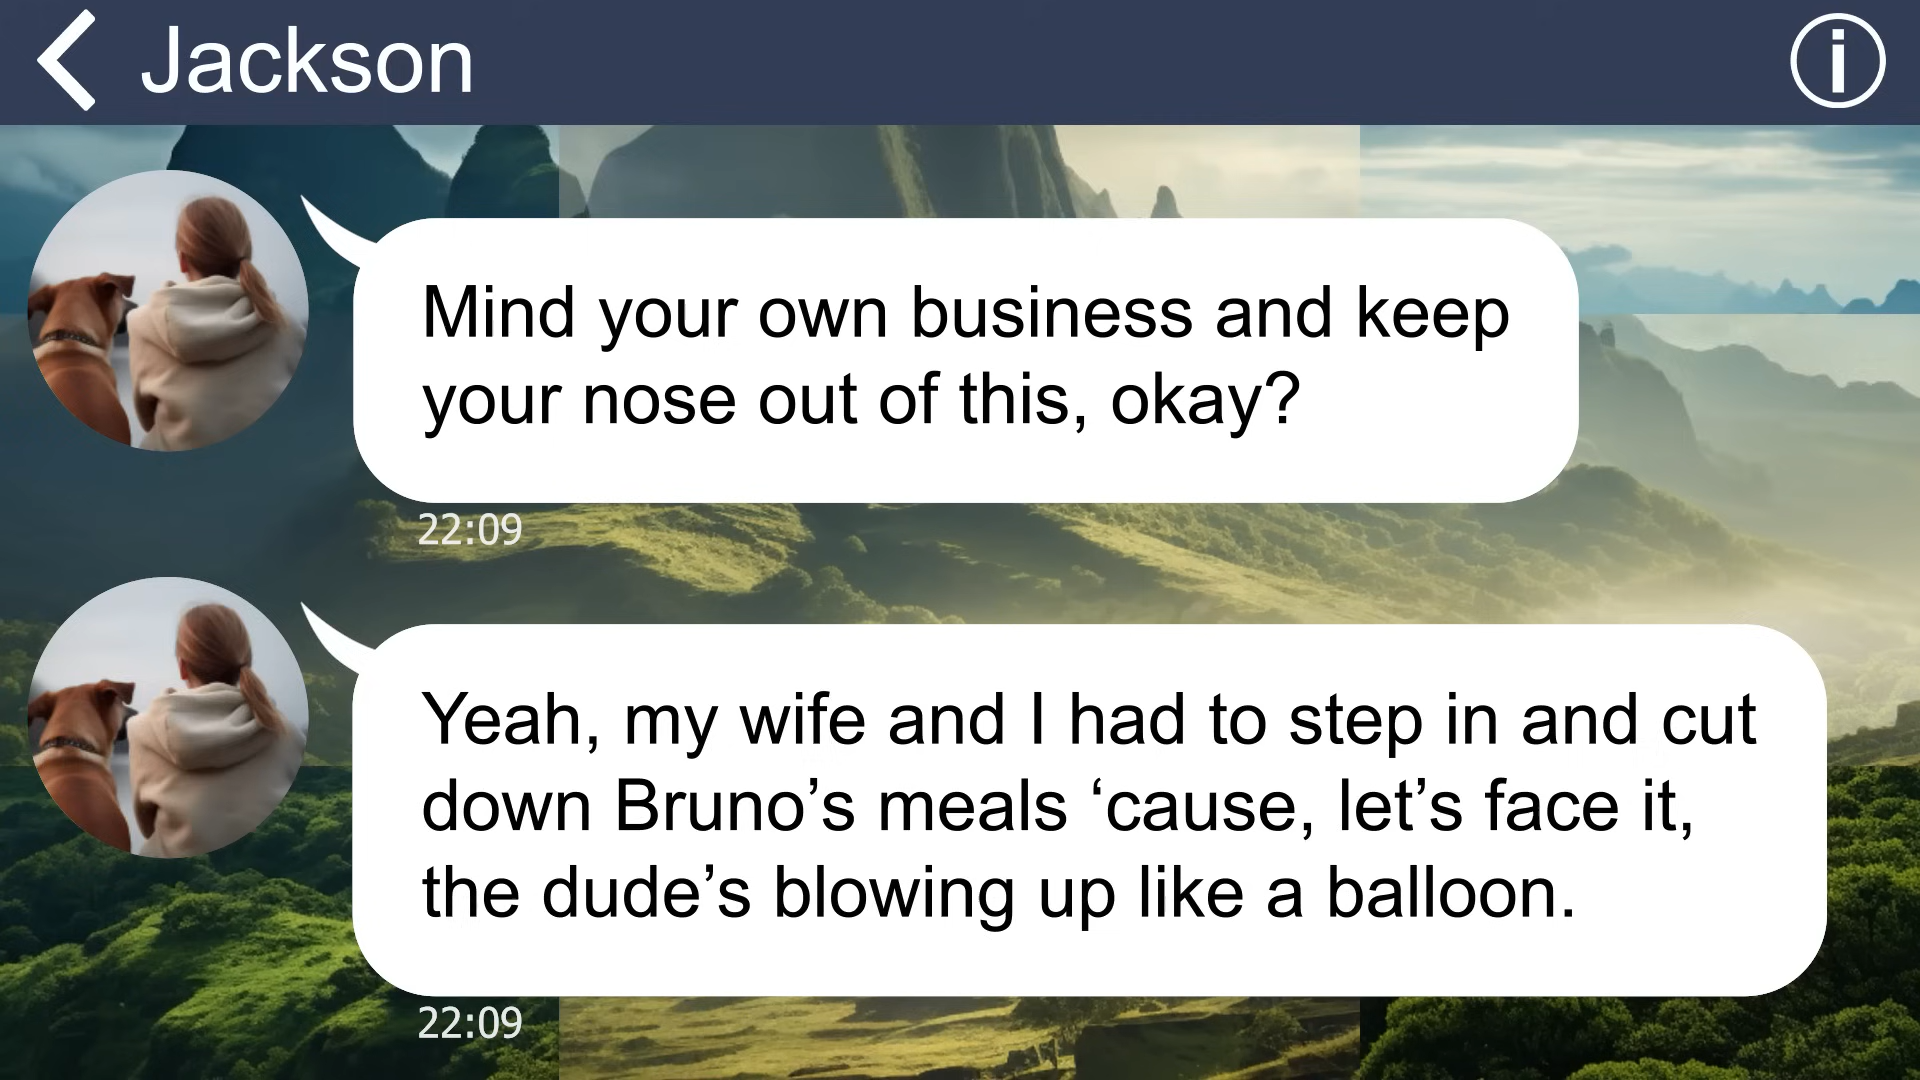 Jackson
Mind your own business and keep
your nose out of this, okay?
22:09
Yeah, my wife and I had to step in and cut
down Bruno’s meals ‘cause, let’s face it,
the dude’s blowing up like a balloon.
22:09